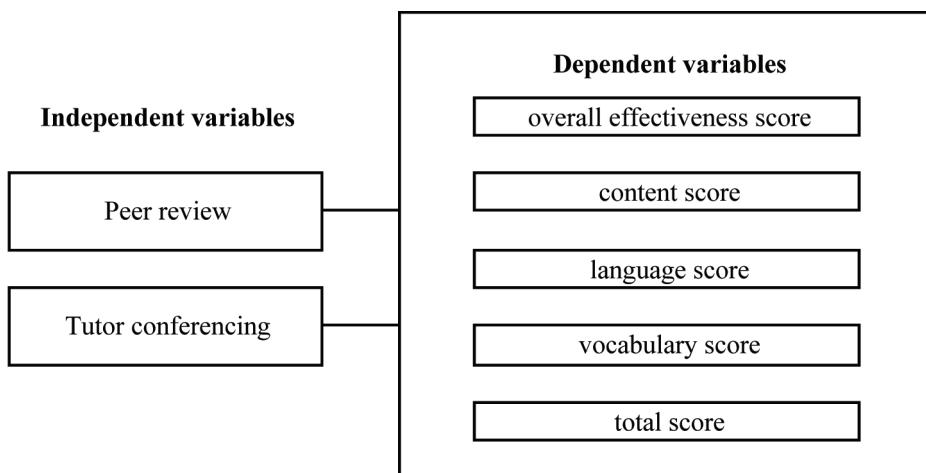 Independent variables
Peer review
Tutor conferencing
Dependent variables
overall effectiveness score
content score
language score
vocabulary score
total score